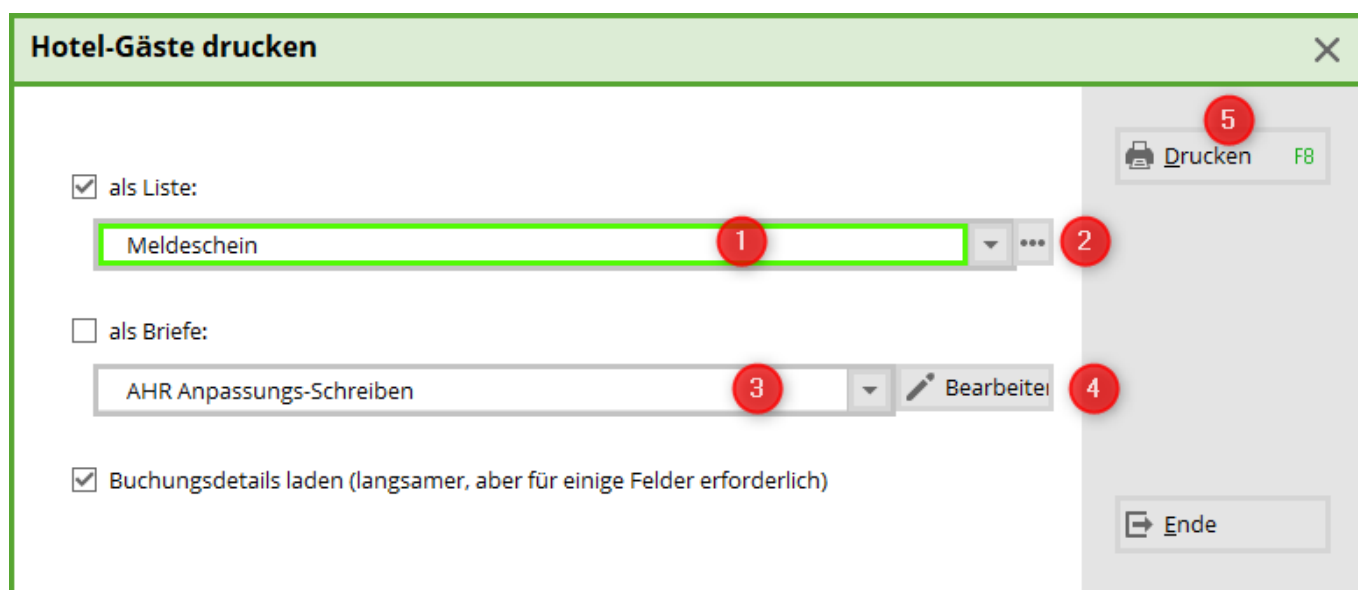 Hotel-Gäste drucken
5
Drucken F8
als Liste:
Meldeschein 1 2
als Briefe:
AHR Anpassungs-Schreiben 3 Bearbeiter 4
Buchungsdetails laden (langsamer, aber für einige Felder erforderlich)
Ende